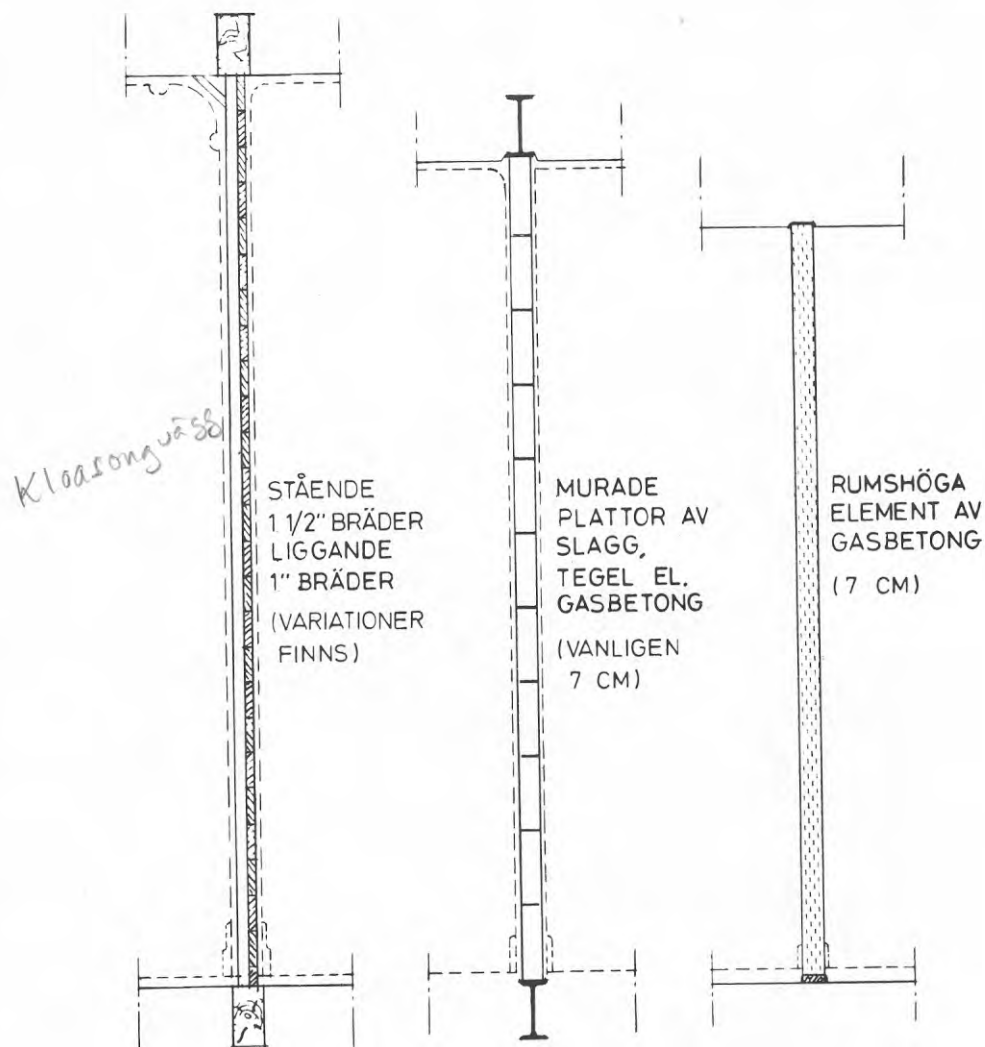 Klaasongvägg
STÅENDE
1 1/2" BRÄDER
LIGGANDE
1" BRÄDER
(VARIATIONER
FINNS)
MURADE
PLATTOR AV
SLAGG,
TEGEL EL.
GASBETONG
(VANLIGEN
7 CM)
RUMSHÖGA
ELEMENT AV
GASBETONG
(7 CM)